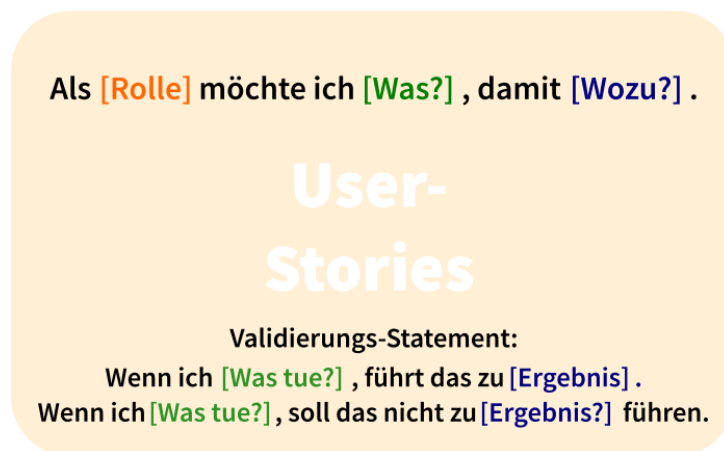 Als [Rolle] möchte ich [Was?] , damit [Wozu?] .
User-
Stories
Validierungs-Statement:
Wenn ich [Was tue?] , führt das zu [Ergebnis] .
Wenn ich [Was tue?] , soll das nicht zu [Ergebnis?] führen.